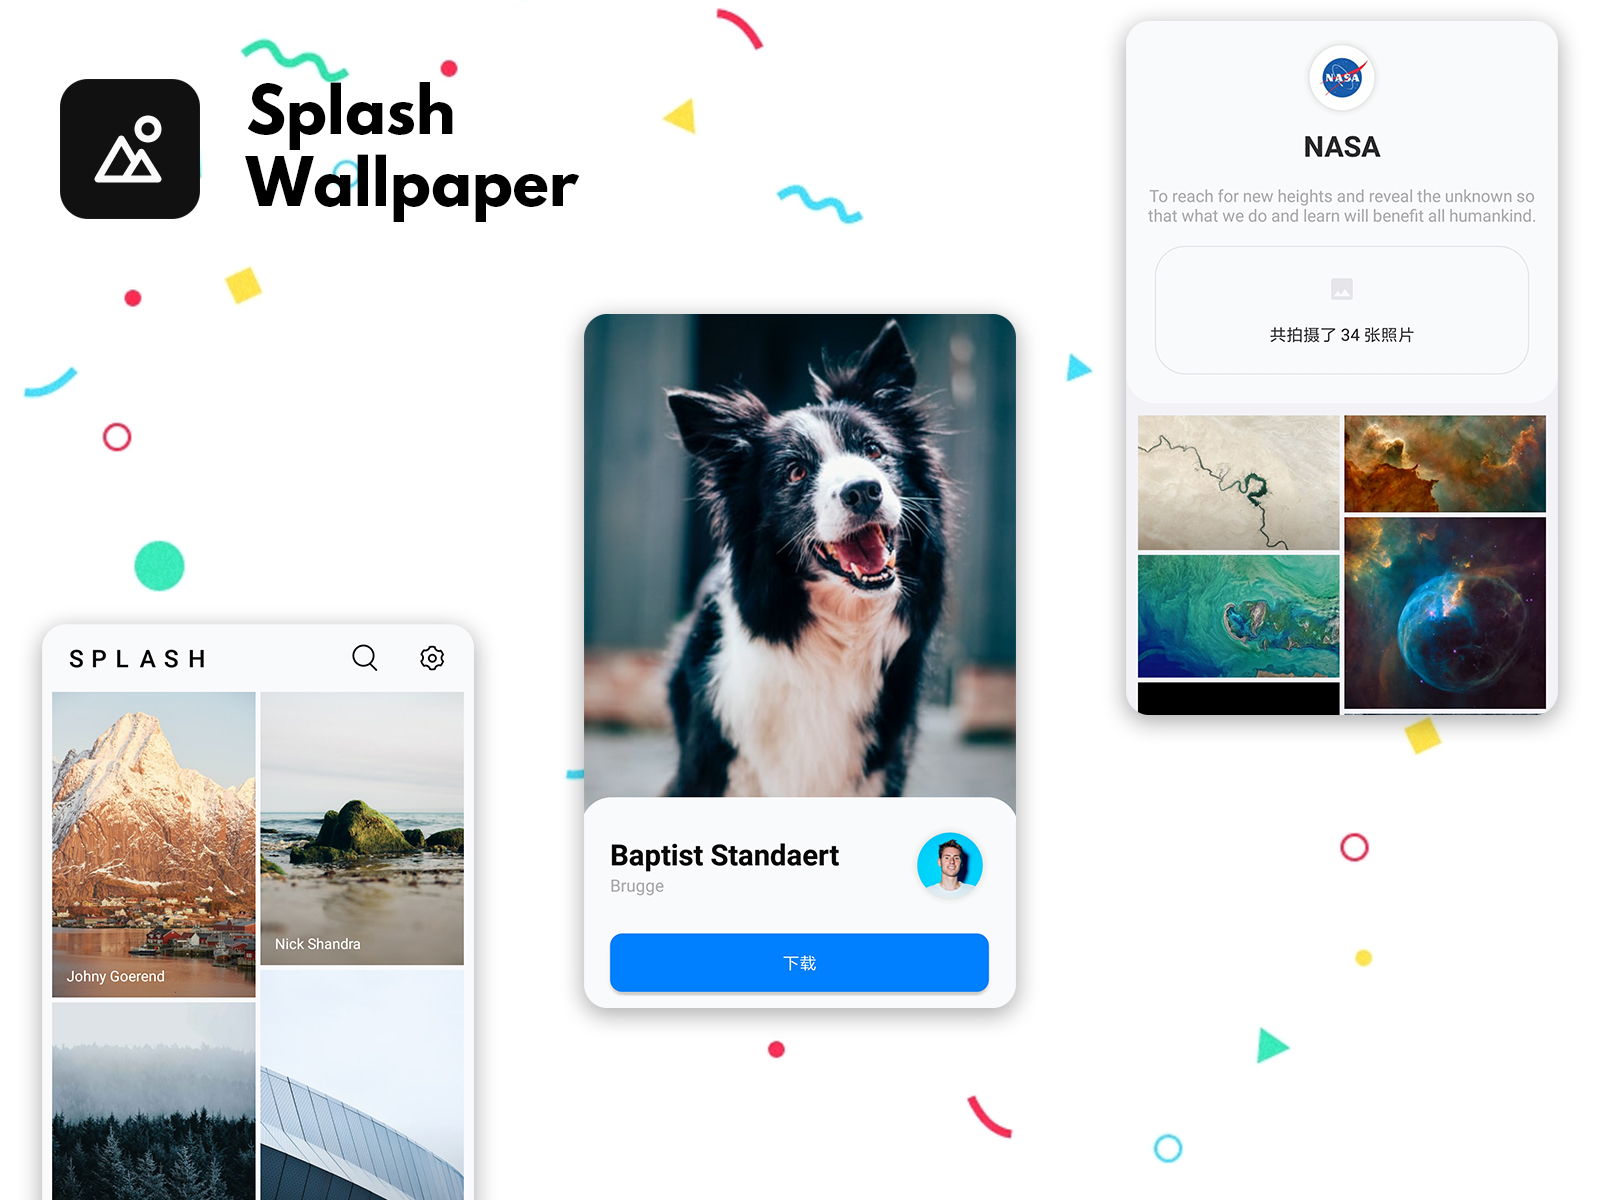 Splash
Wallpaper
NASA
NASA
To reach for new heights and reveal the unknown so
that what we do and learn will benefit all humankind.
共拍摄了 34 张照片
SPLASH
Johny Goerend
Nick Shandra
Baptist Standaert
Brugge
下载